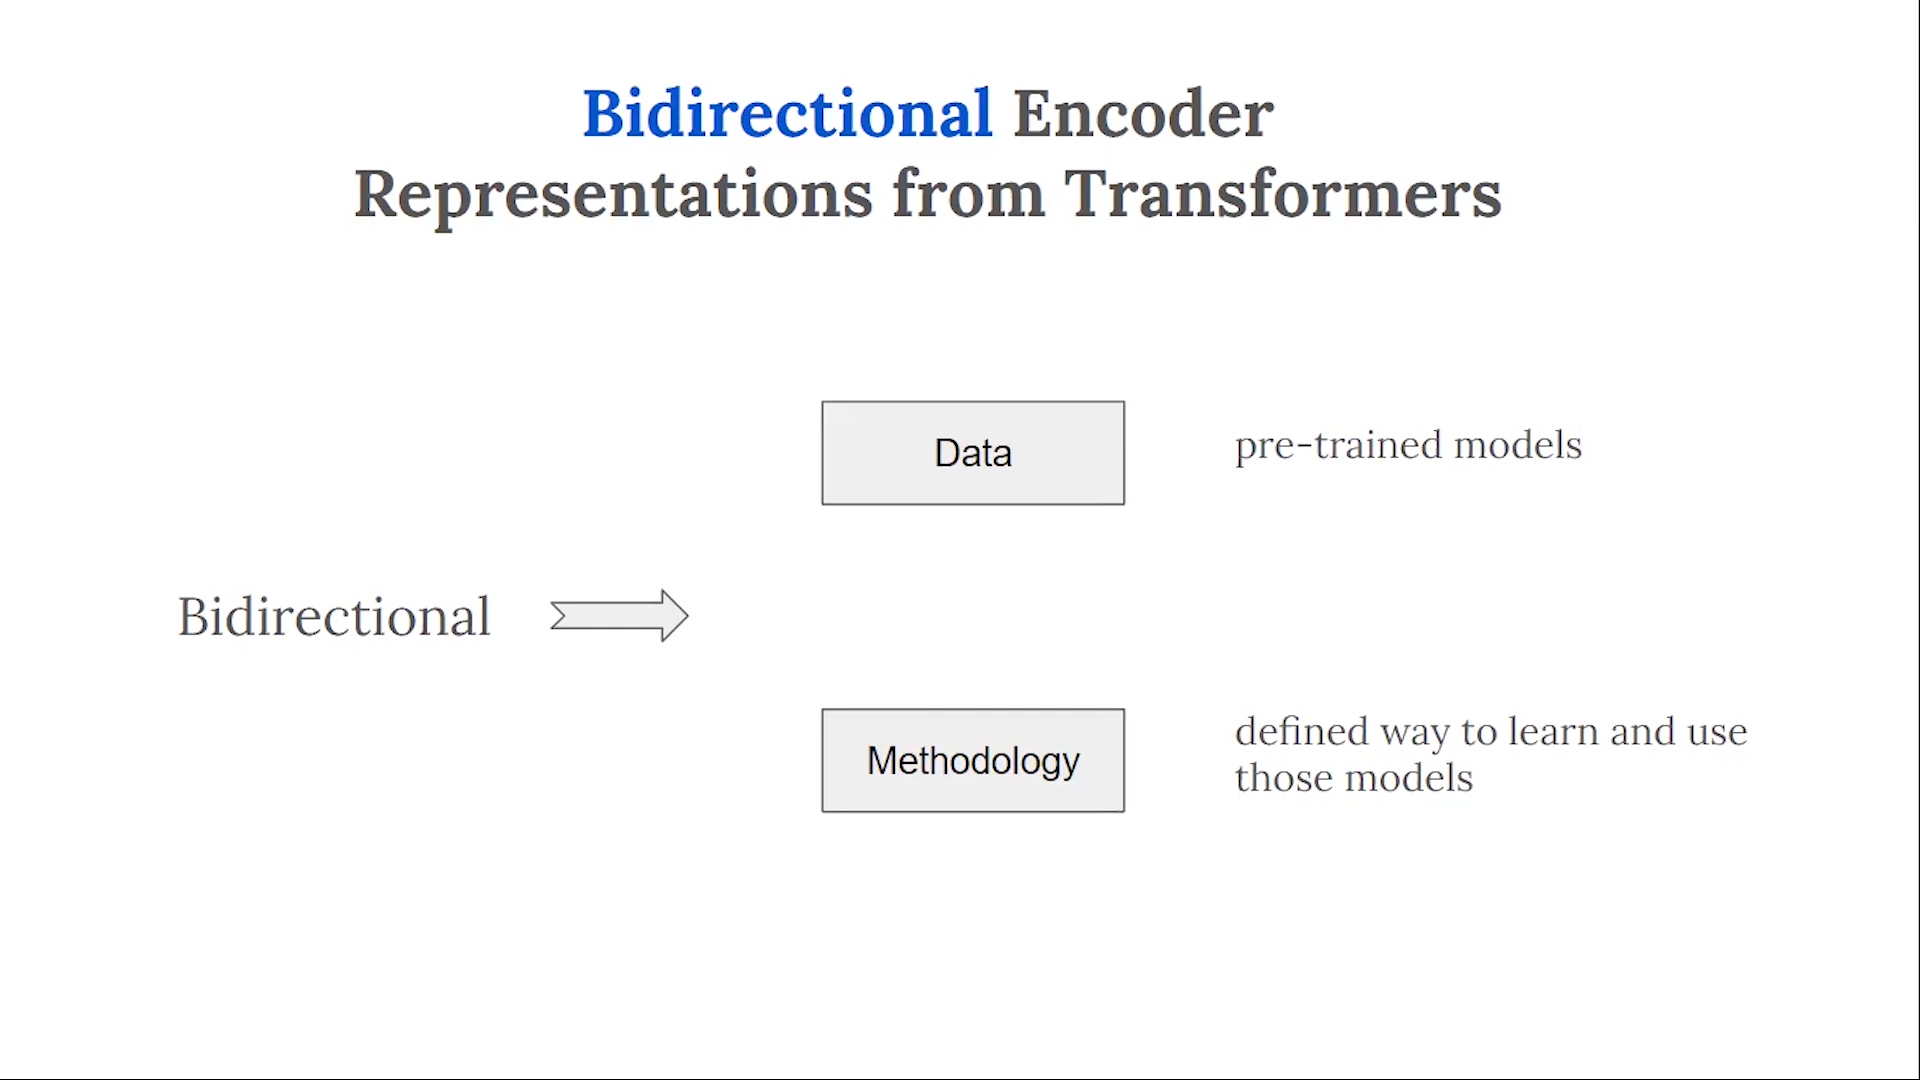 Bidirectional Encoder
Representations from Transformers
Data
pre-trained models
Bidirectional
Methodology
defined way to learn and use
those models